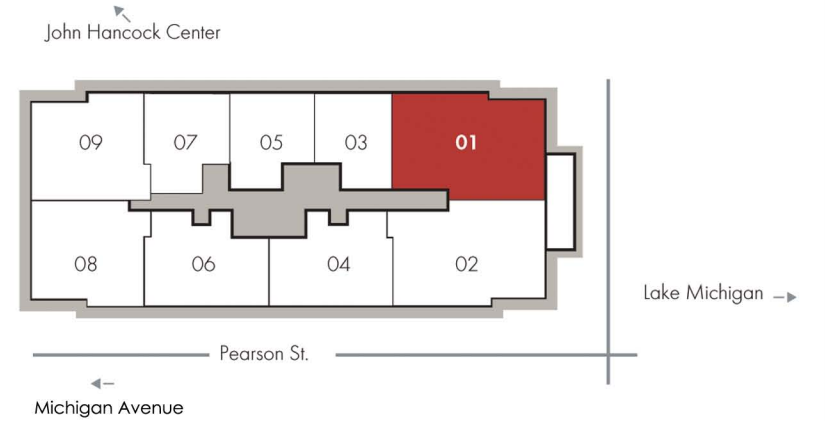 John Hancock Center
09 07 05 03 01
08 06 04 02
Lake Michigan
Pearson St.
Michigan Avenue